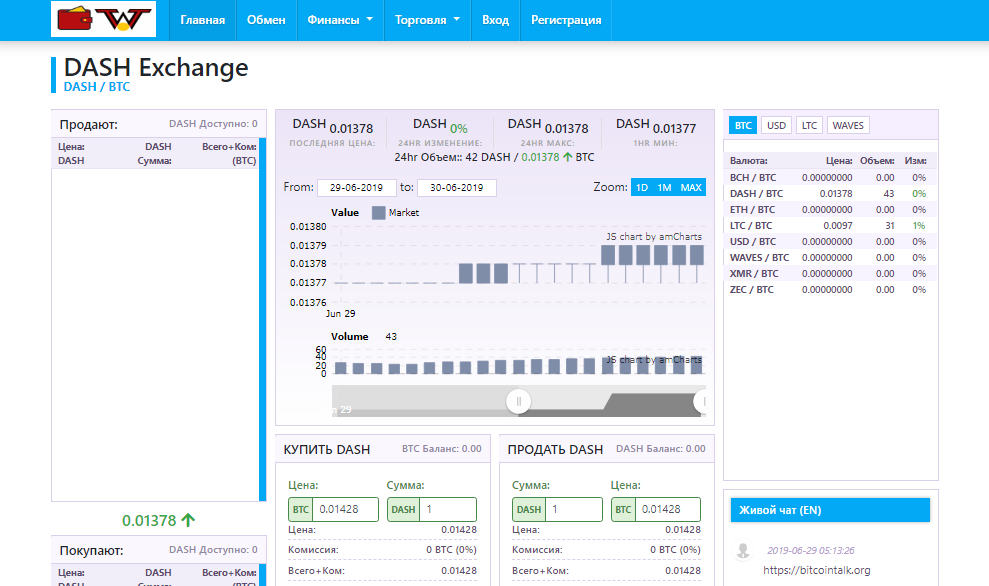 Главная Обмен Финансы Торговля Вход Регистрация
DASH Exchange
DASH / BTC
Продают: DASH Доступно: 0
Цена: DASH Всего+Ком:
DASH Сумма: (BTC)
0.01378
Покупают: DASH Доступно: 0
Цена: DASH Всего+Ком:
DASH Сумма: (BTC)
DASH 0.01378 DASH 0% DASH 0.01378 DASH 0.01377
ПОСЛЕДНЯЯ ЦЕНА: 24HR ИЗМЕНЕНИЕ: 24HR МАКС: 1HR МИН:
24hr Объем:: 42 DASH / 0.01378 BTC
From: 29-06-2019 to: 30-06-2019 Zoom: 1D 1M MAX
Value Market
0.01380
JS chart by amCharts
0.01379
0.01378
0.01377
0.01376
Jun 29
Volume 43
60
JS chart by amCharts
40
20
0
n 29
КУПИТЬ DASH BTC Баланс: 0.00
Цена: Сумма:
BTC 0.01428 DASH 1
Цена: 0.01428
Комиссия: 0 BTC (0%)
Всего+Ком: 0.01428
ПРОДАТЬ DASH DASH Баланс: 0.00
Сумма: Цена:
DASH 1 BTC 0.01428
Цена: 0.01428
Комиссия: 0 BTC (0%)
Всего+Ком: 0.01428
BTC USD LTC WAVES
Валюта: Цена: Объем: Изм:
BCH / BTC 0.00000000 0.00 0%
DASH / BTC 0.01378 43 0%
ETH / BTC 0.00000000 0.00 0%
LTC / BTC 0.0097 31 1%
USD / BTC 0.00000000 0.00 0%
WAVES / BTC 0.00000000 0.00 0%
XMR / BTC 0.00000000 0.00 0%
ZEC / BTC 0.00000000 0.00 0%
Живой чат (EN)
2019-06-29 05:13:26
https://bitcointalk.org